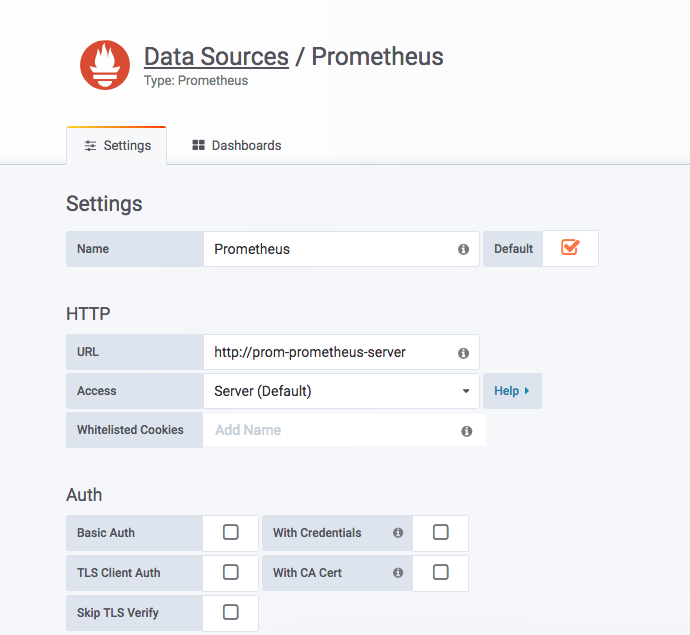 Data Sources / Prometheus
Type: Prometheus
Settings
Dashboards
Settings
Name
Prometheus
Default
HTTP
URL
http://prom-prometheus-server
Access
Server (Default)
Help
Whitelisted Cookies
Add Name
Auth
Basic Auth
With Credentials
TLS Client Auth
With CA Cert
Skip TLS Verify